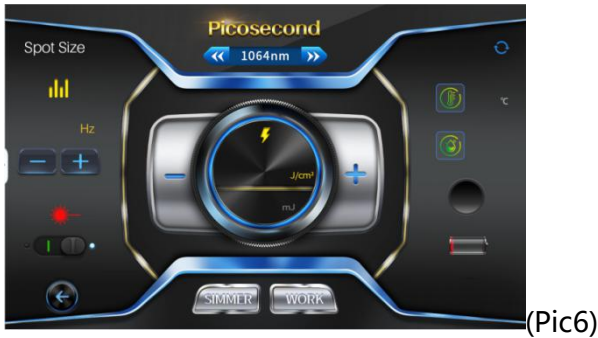 Picosecond
Spot Size
1064nm
Hz
℃
J/cm²
mJ
SIMMER
WORK
(Pic6)